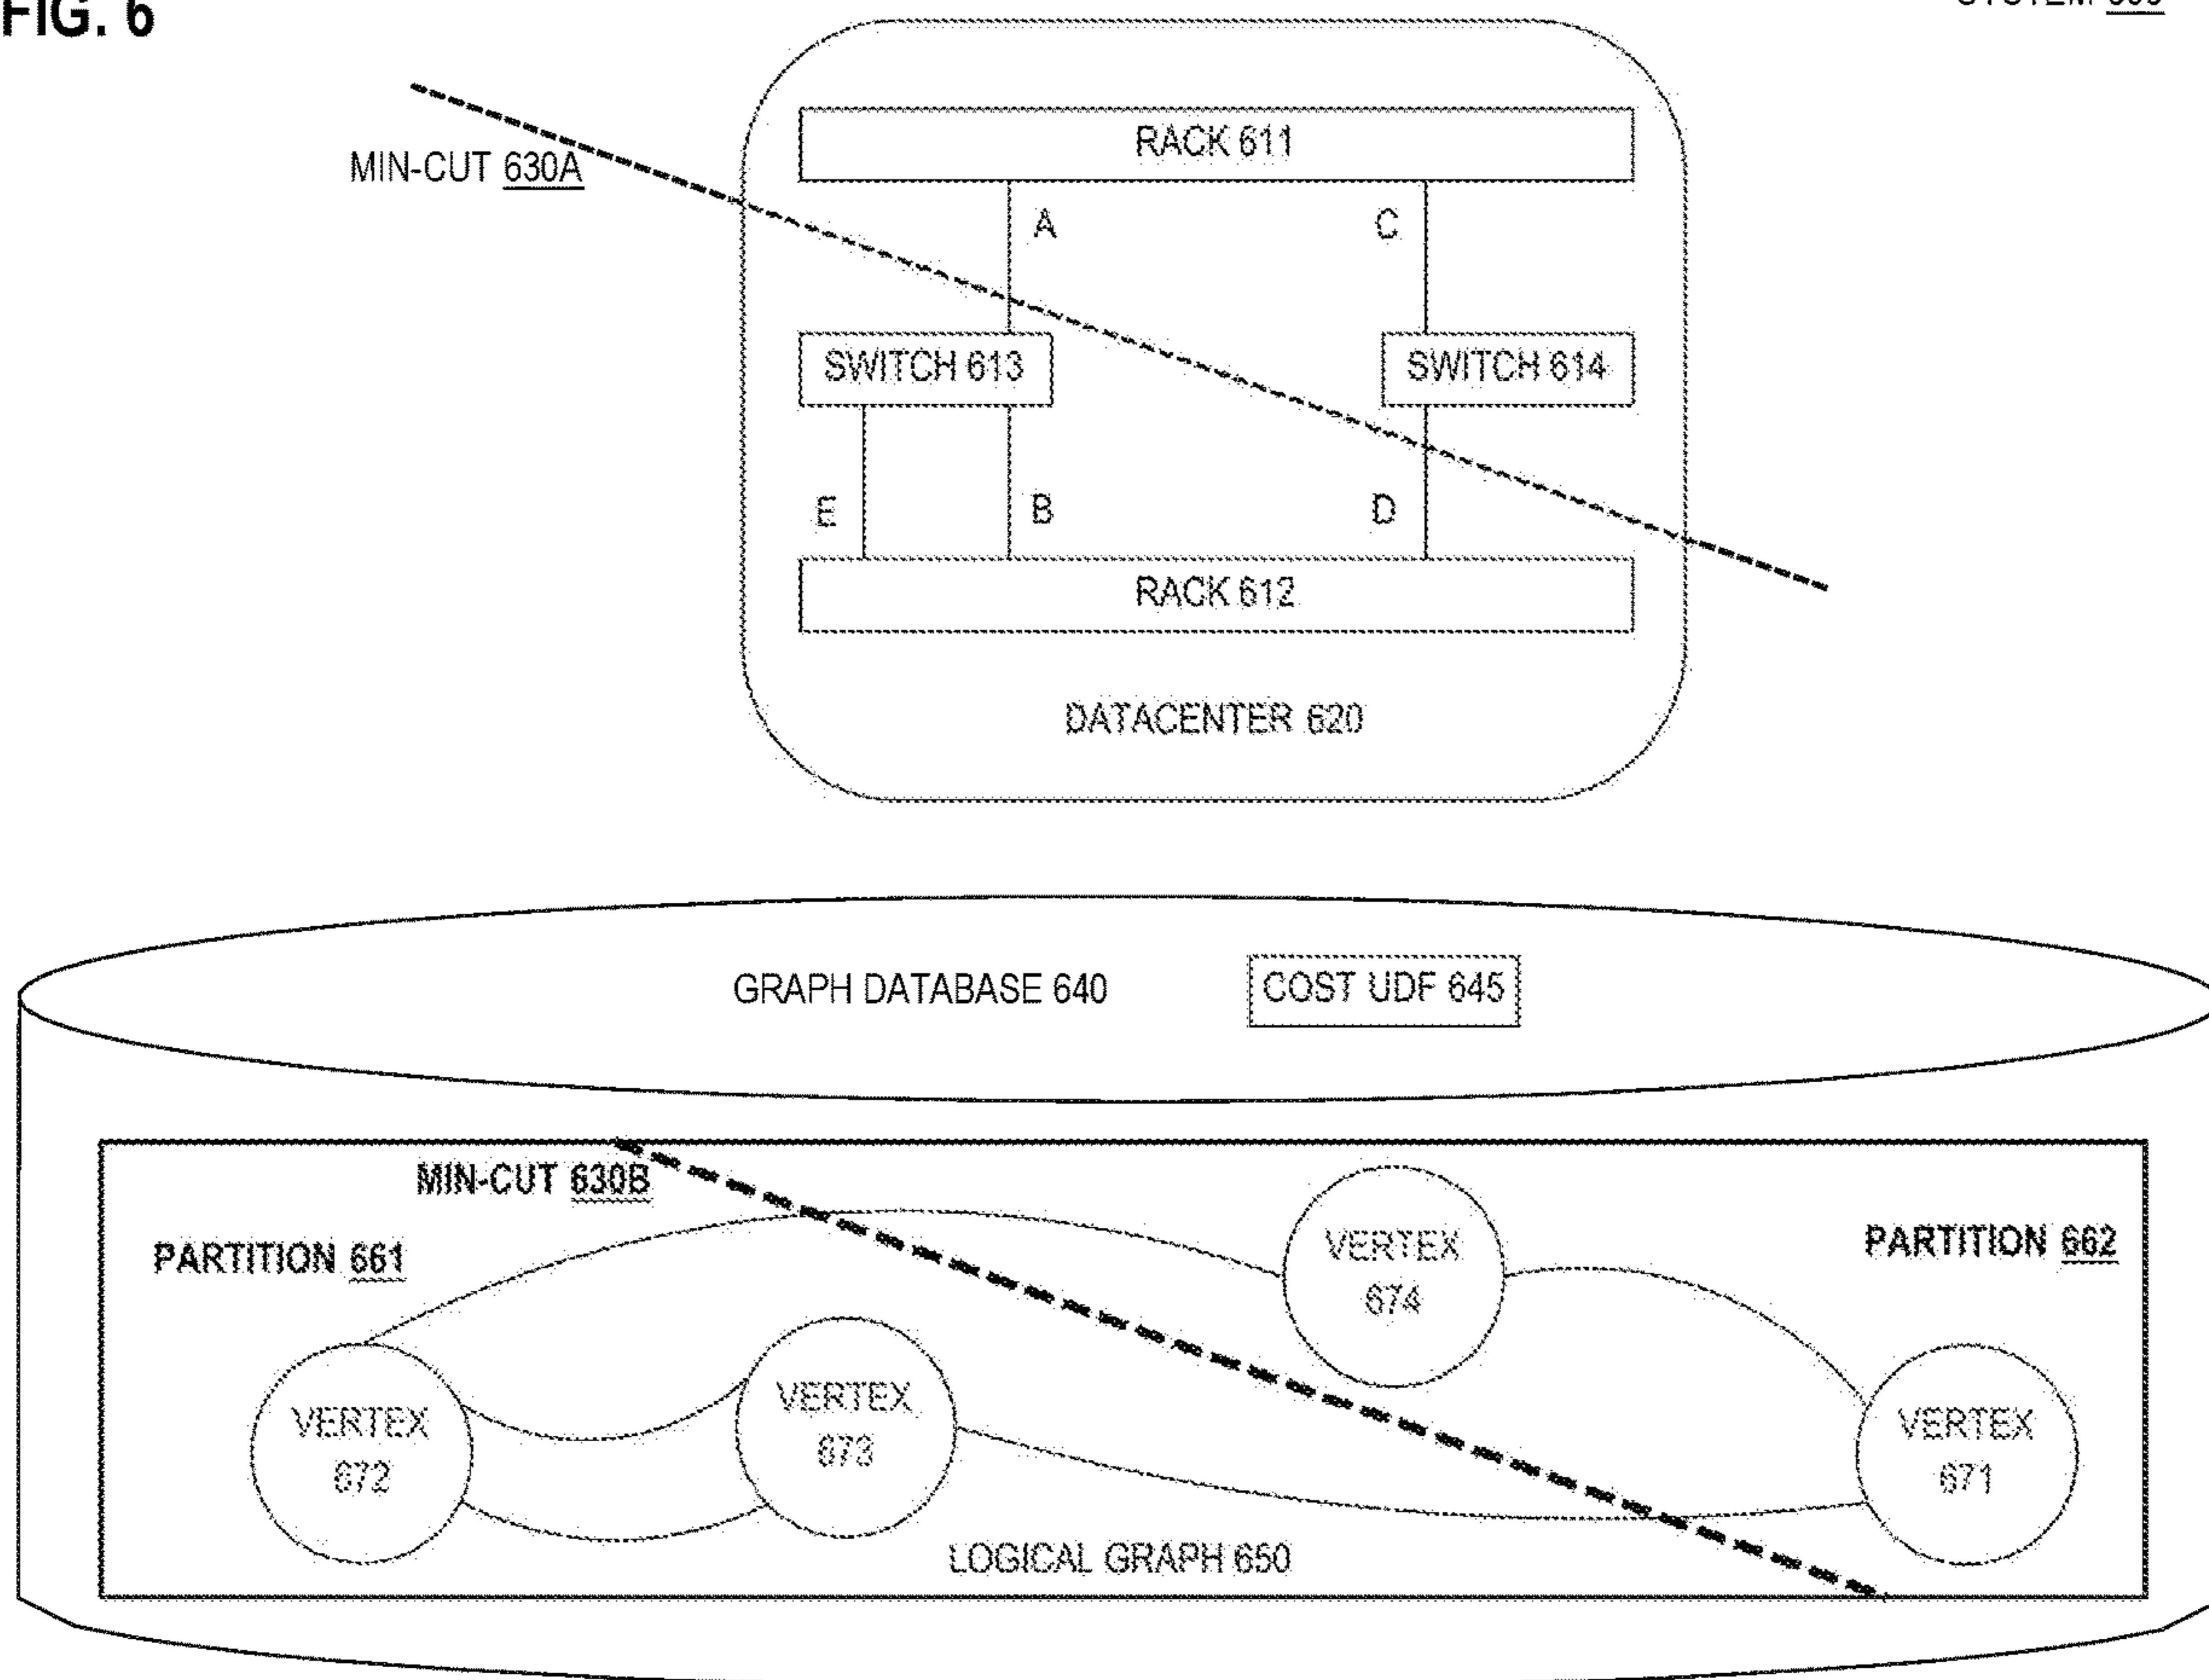 FIG. 6
MIN-CUT 630A
RACK 611
A
C
SWITCH 613
SWITCH 614
E
B
D
RACK 612
DATACENTER 620
GRAPH DATABASE 640
COST UDF 645
MIN-CUT 630B
PARTITION 661
VERTEX
674
PARTITION 662
VERTEX
672
VERTEX
673
VERTEX
671
LOGICAL GRAPH 650